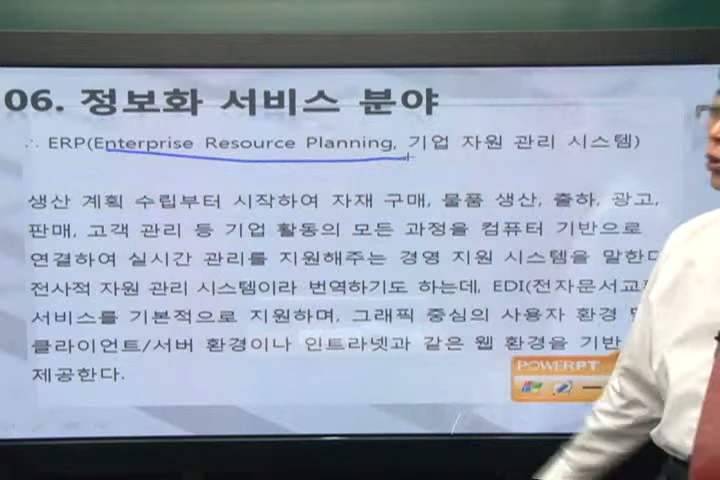 06. 정보화 서비스 분야
∴ ERP(Enterprise Resource Planning, 기업 자원 관리 시스템)
생산 계획 수립부터 시작하여 자재 구매, 물품 생산, 출하, 광고,
판매, 고객 관리 등 기업 활동의 모든 과정을 컴퓨터 기반으로
연결하여 실시간 관리를 지원해주는 경영 지원 시스템을 말한다
전사적 자원 관리 시스템이라 번역하기도 하는데, EDI(전자문서교
서비스를 기본적으로 지원하며, 그래픽 중심의 사용자 환경
클라이언트/서버 환경이나 인트라넷과 같은 웹 환경을 기반
제공한다.
POWERPT